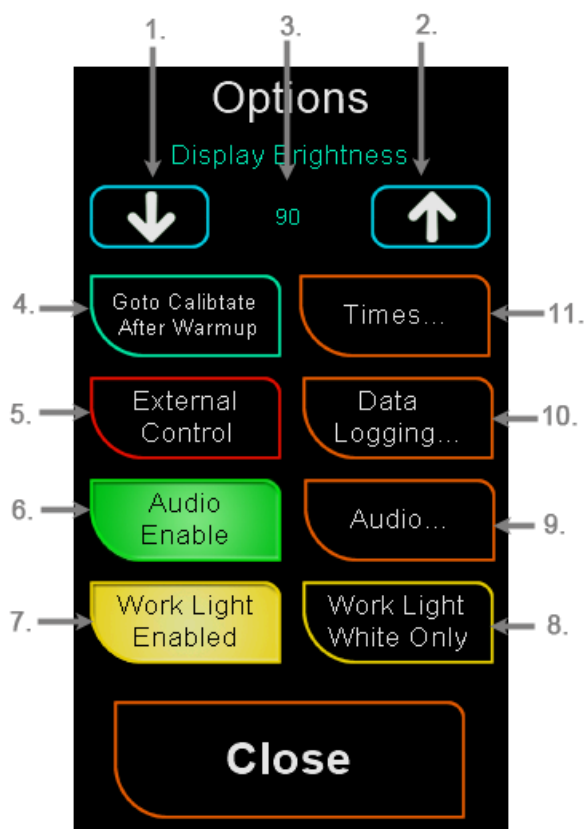 1.
3.
2.
Options
Display Brightness
90
4.
Goto Calibtate
After Warmup
Times...
11.
5.
External
Control
Data
Logging...
10.
6.
Audio
Enable
Audio...
9.
7.
Work Light
Enabled
Work Light
White Only
8.
Close